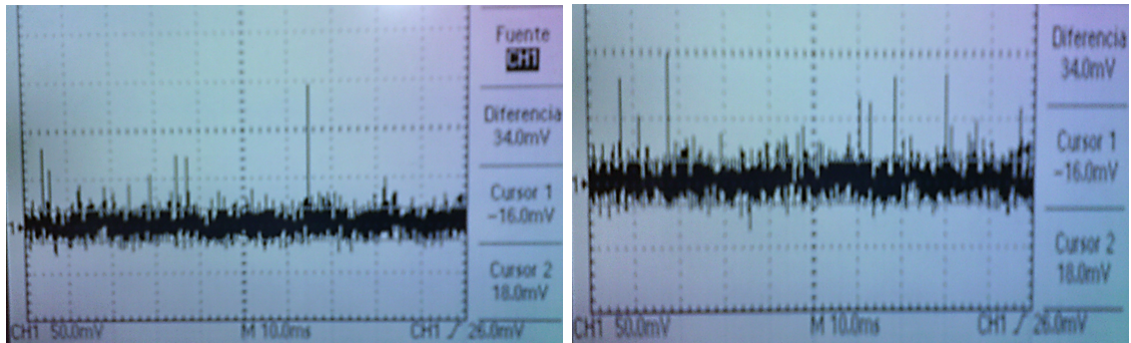 Fuente
CH1
Diferencia
34.0mV
Cursor 1
-16.0mV
Cursor 2
18.0mV
1
CH1 50.0mV M 10.0ms CH1 / 26.0mV
Diferencia
34.0mV
Cursor 1
-16.0mV
Cursor 2
18.0mV
1
CH1 50.0mV M 10.0ms CH1 / 26.0mV